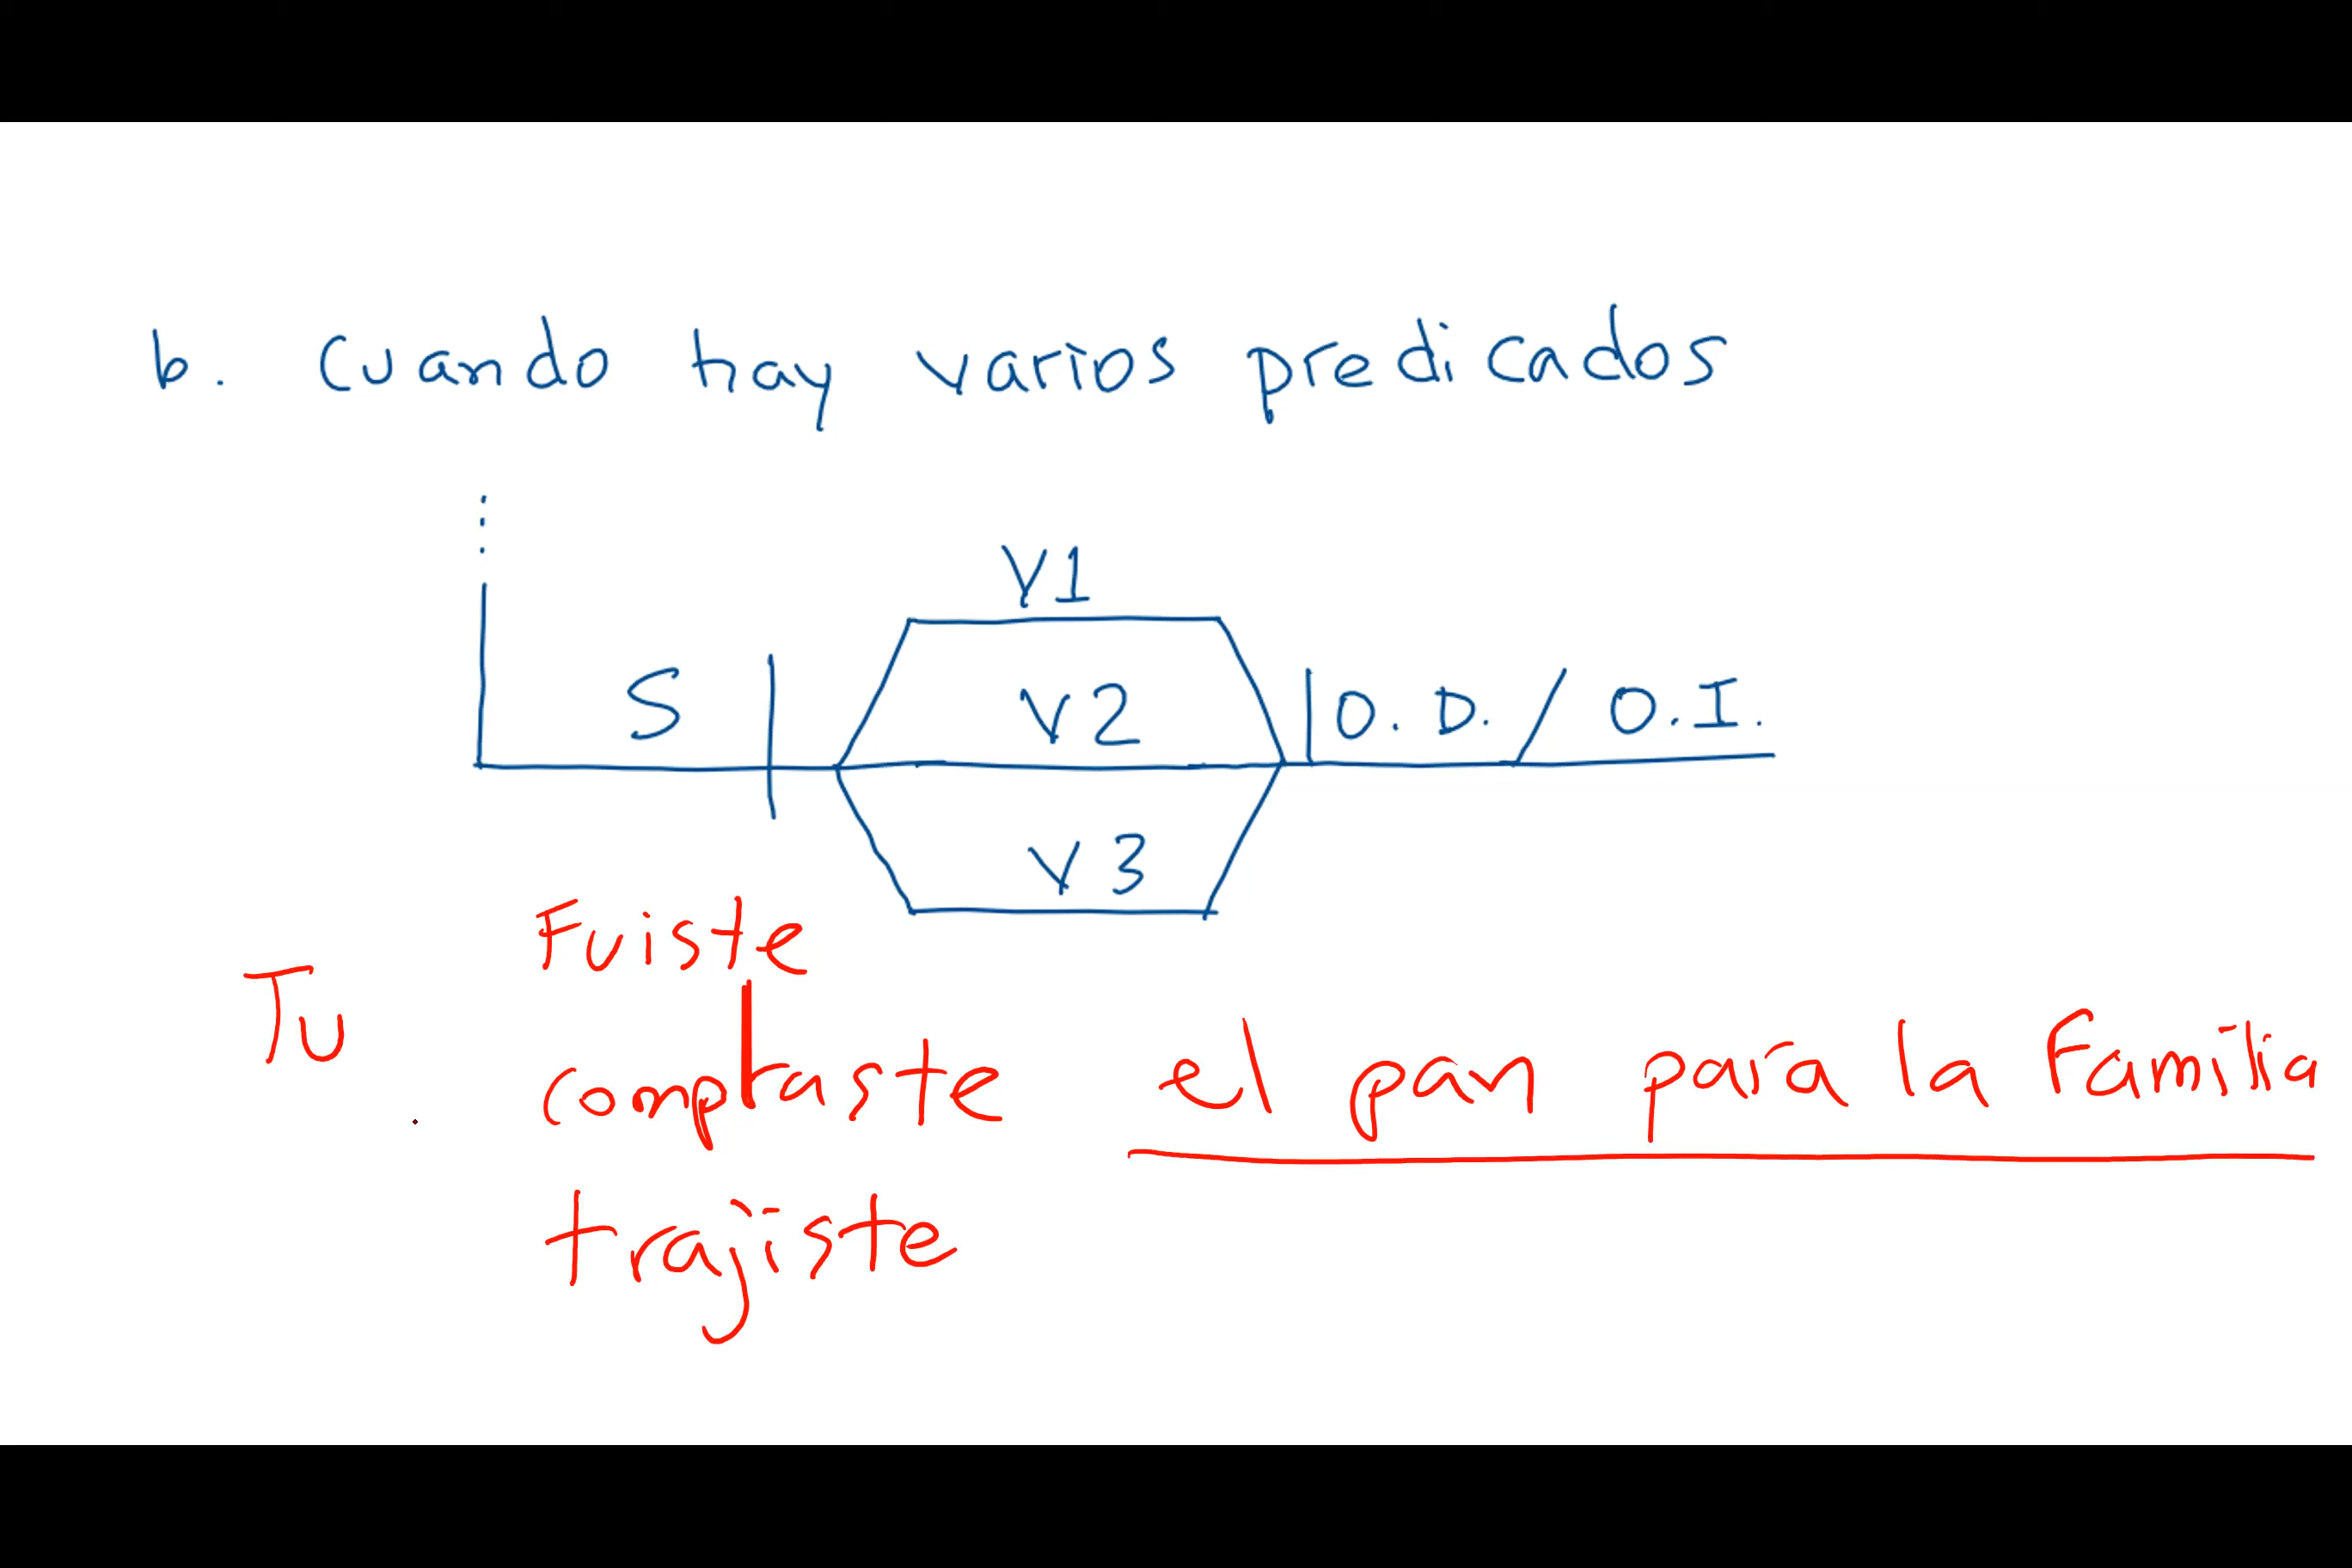 b. Cuando hay varios predicados
V1
S V2 O.D. O.I.
V3
Fuiste
Tu
compraste el pan para la Familia
trajiste